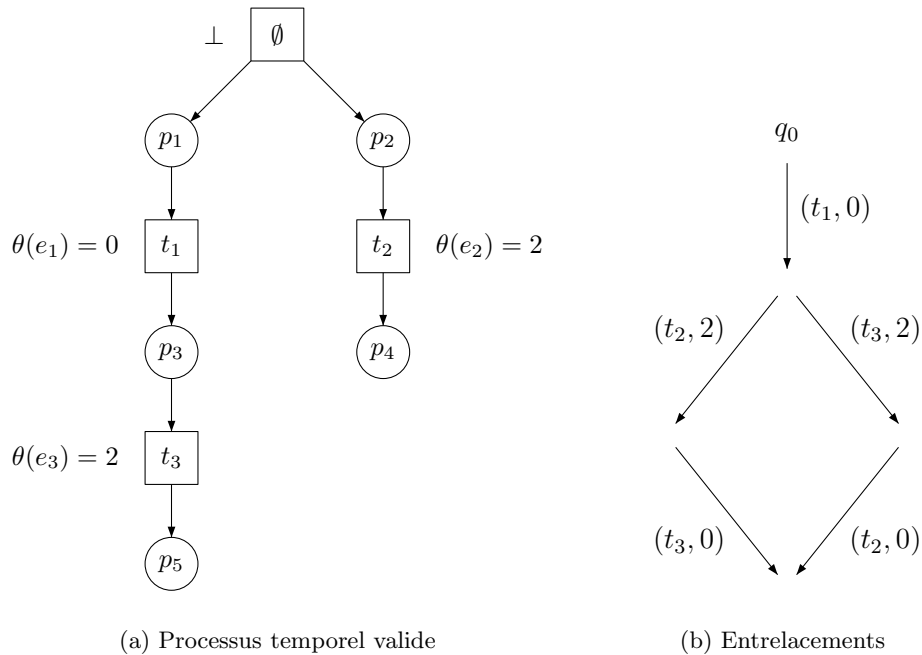 ⊥ ∅
p₁ p₂
θ(e₁) = 0 t₁ t₂ θ(e₂) = 2
p₃ p₄
θ(e₃) = 2 t₃
p₅
(a) Processus temporel valide
q₀
(t₁, 0)
(t₂, 2) (t₃, 2)
(t₃, 0) (t₂, 0)
(b) Entrelacements